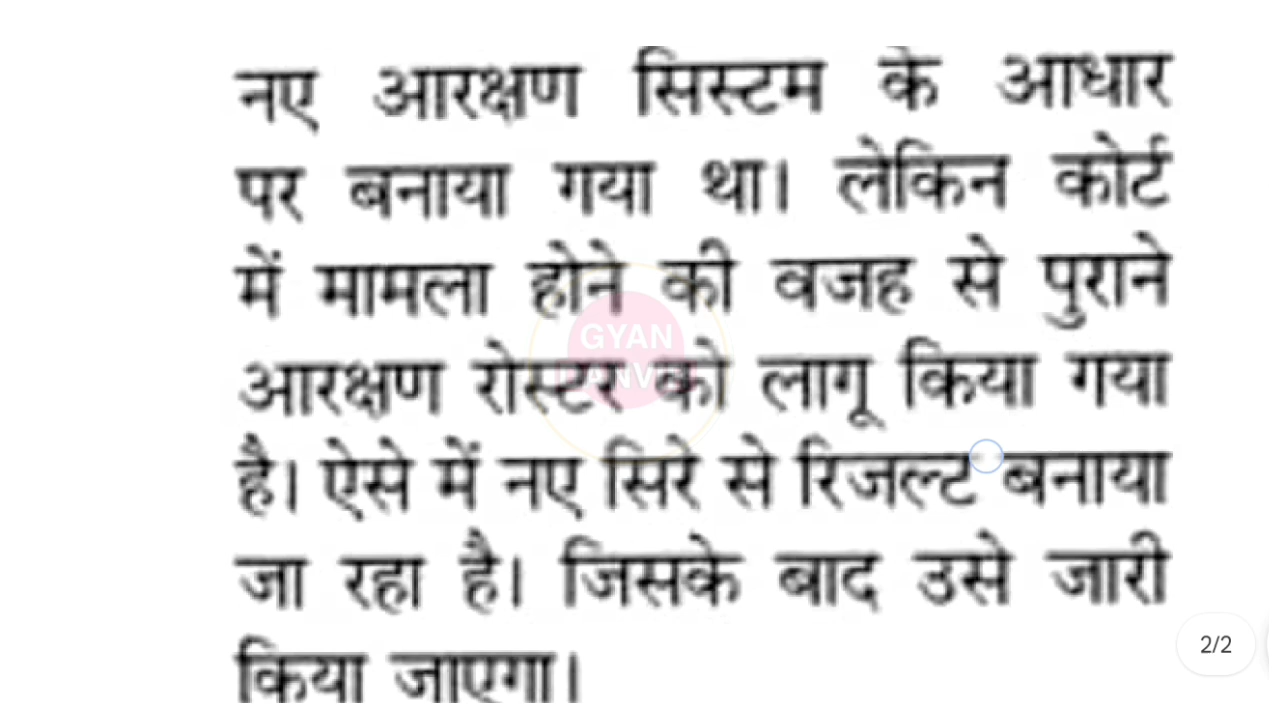 नए आरक्षण सिस्टम के आधार
पर बनाया गया था। लेकिन कोर्ट
में मामला होने की वजह से पुराने
GYAN
आरक्षण रोस्टर को लागू किया गया
है। ऐसे में नए सिरे से रिजल्ट बनाया
जा रहा है। जिसके बाद उसे जारी
किया जाएगा।
2/2